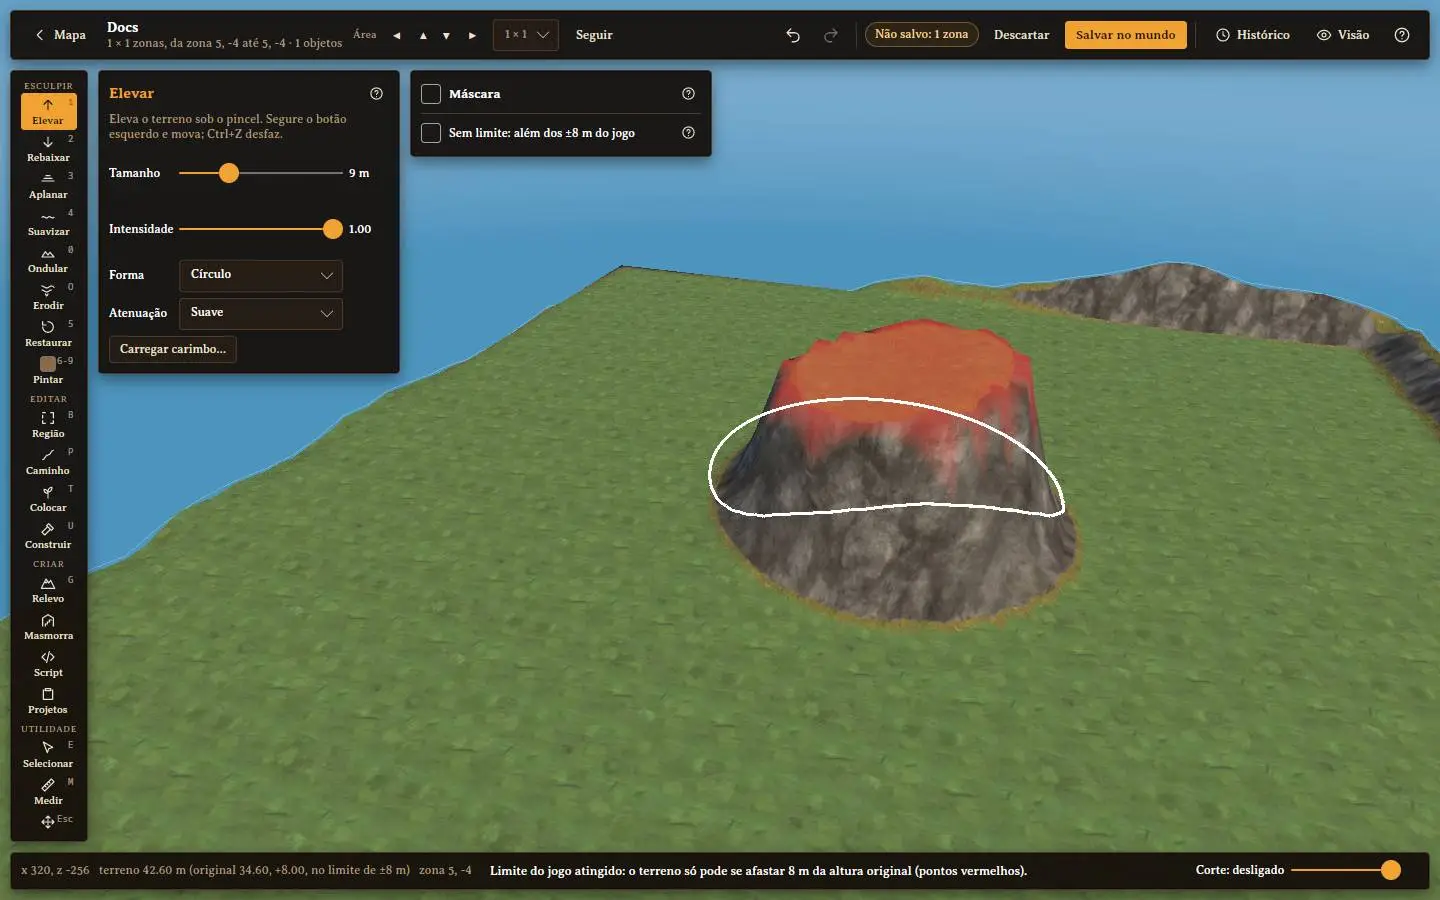 Mapa
Docs
1 × 1 zonas, da zona 5, -4 até 5, -4 · 1 objetos
Área
1 × 1
Seguir
Não salvo: 1 zona
Descartar
Salvar no mundo
Histórico
Visão
ESCULPIR
1
Elevar
2
Rebaixar
3
Aplanar
4
Suavizar
0
Ondular
O
Erodir
5
Restaurar
6-9
Pintar
EDITAR
B
Região
P
Caminho
T
Colocar
U
Construir
CRIAR
G
Relevo
Masmorra
Script
Projetos
UTILIDADE
E
Selecionar
M
Medir
Esc
Elevar
Eleva o terreno sob o pincel. Segure o botão
esquerdo e mova; Ctrl+Z desfaz.
Tamanho
9 m
Intensidade
1.00
Forma
Círculo
Atenuação
Suave
Carregar carimbo...
Máscara
Sem limite: além dos ±8 m do jogo
x 320, z -256
terreno 42.60 m (original 34.60, +8.00, no limite de ±8 m)
zona 5, -4
Limite do jogo atingido: o terreno só pode se afastar 8 m da altura original (pontos vermelhos).
Corte: desligado